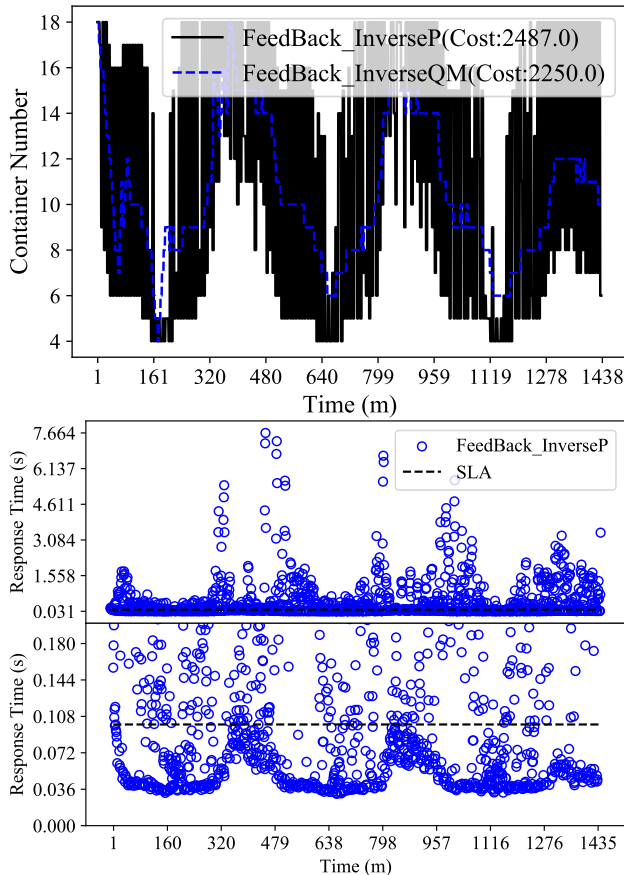 18
16
14
12
10
8
6
4
Container Number
FeedBack_InverseP(Cost:2487.0)
FeedBack_InverseQM(Cost:2250.0)
1 161 320 480 640 799 959 1119 1278 1438
Time (m)
7.664
6.137
4.611
3.084
1.558
0.031
Response Time (s)
FeedBack_InverseP
SLA
0.180
0.144
0.108
0.072
0.036
0.000
Response Time (s)
1 160 320 479 638 798 957 1116 1276 1435
Time (m)